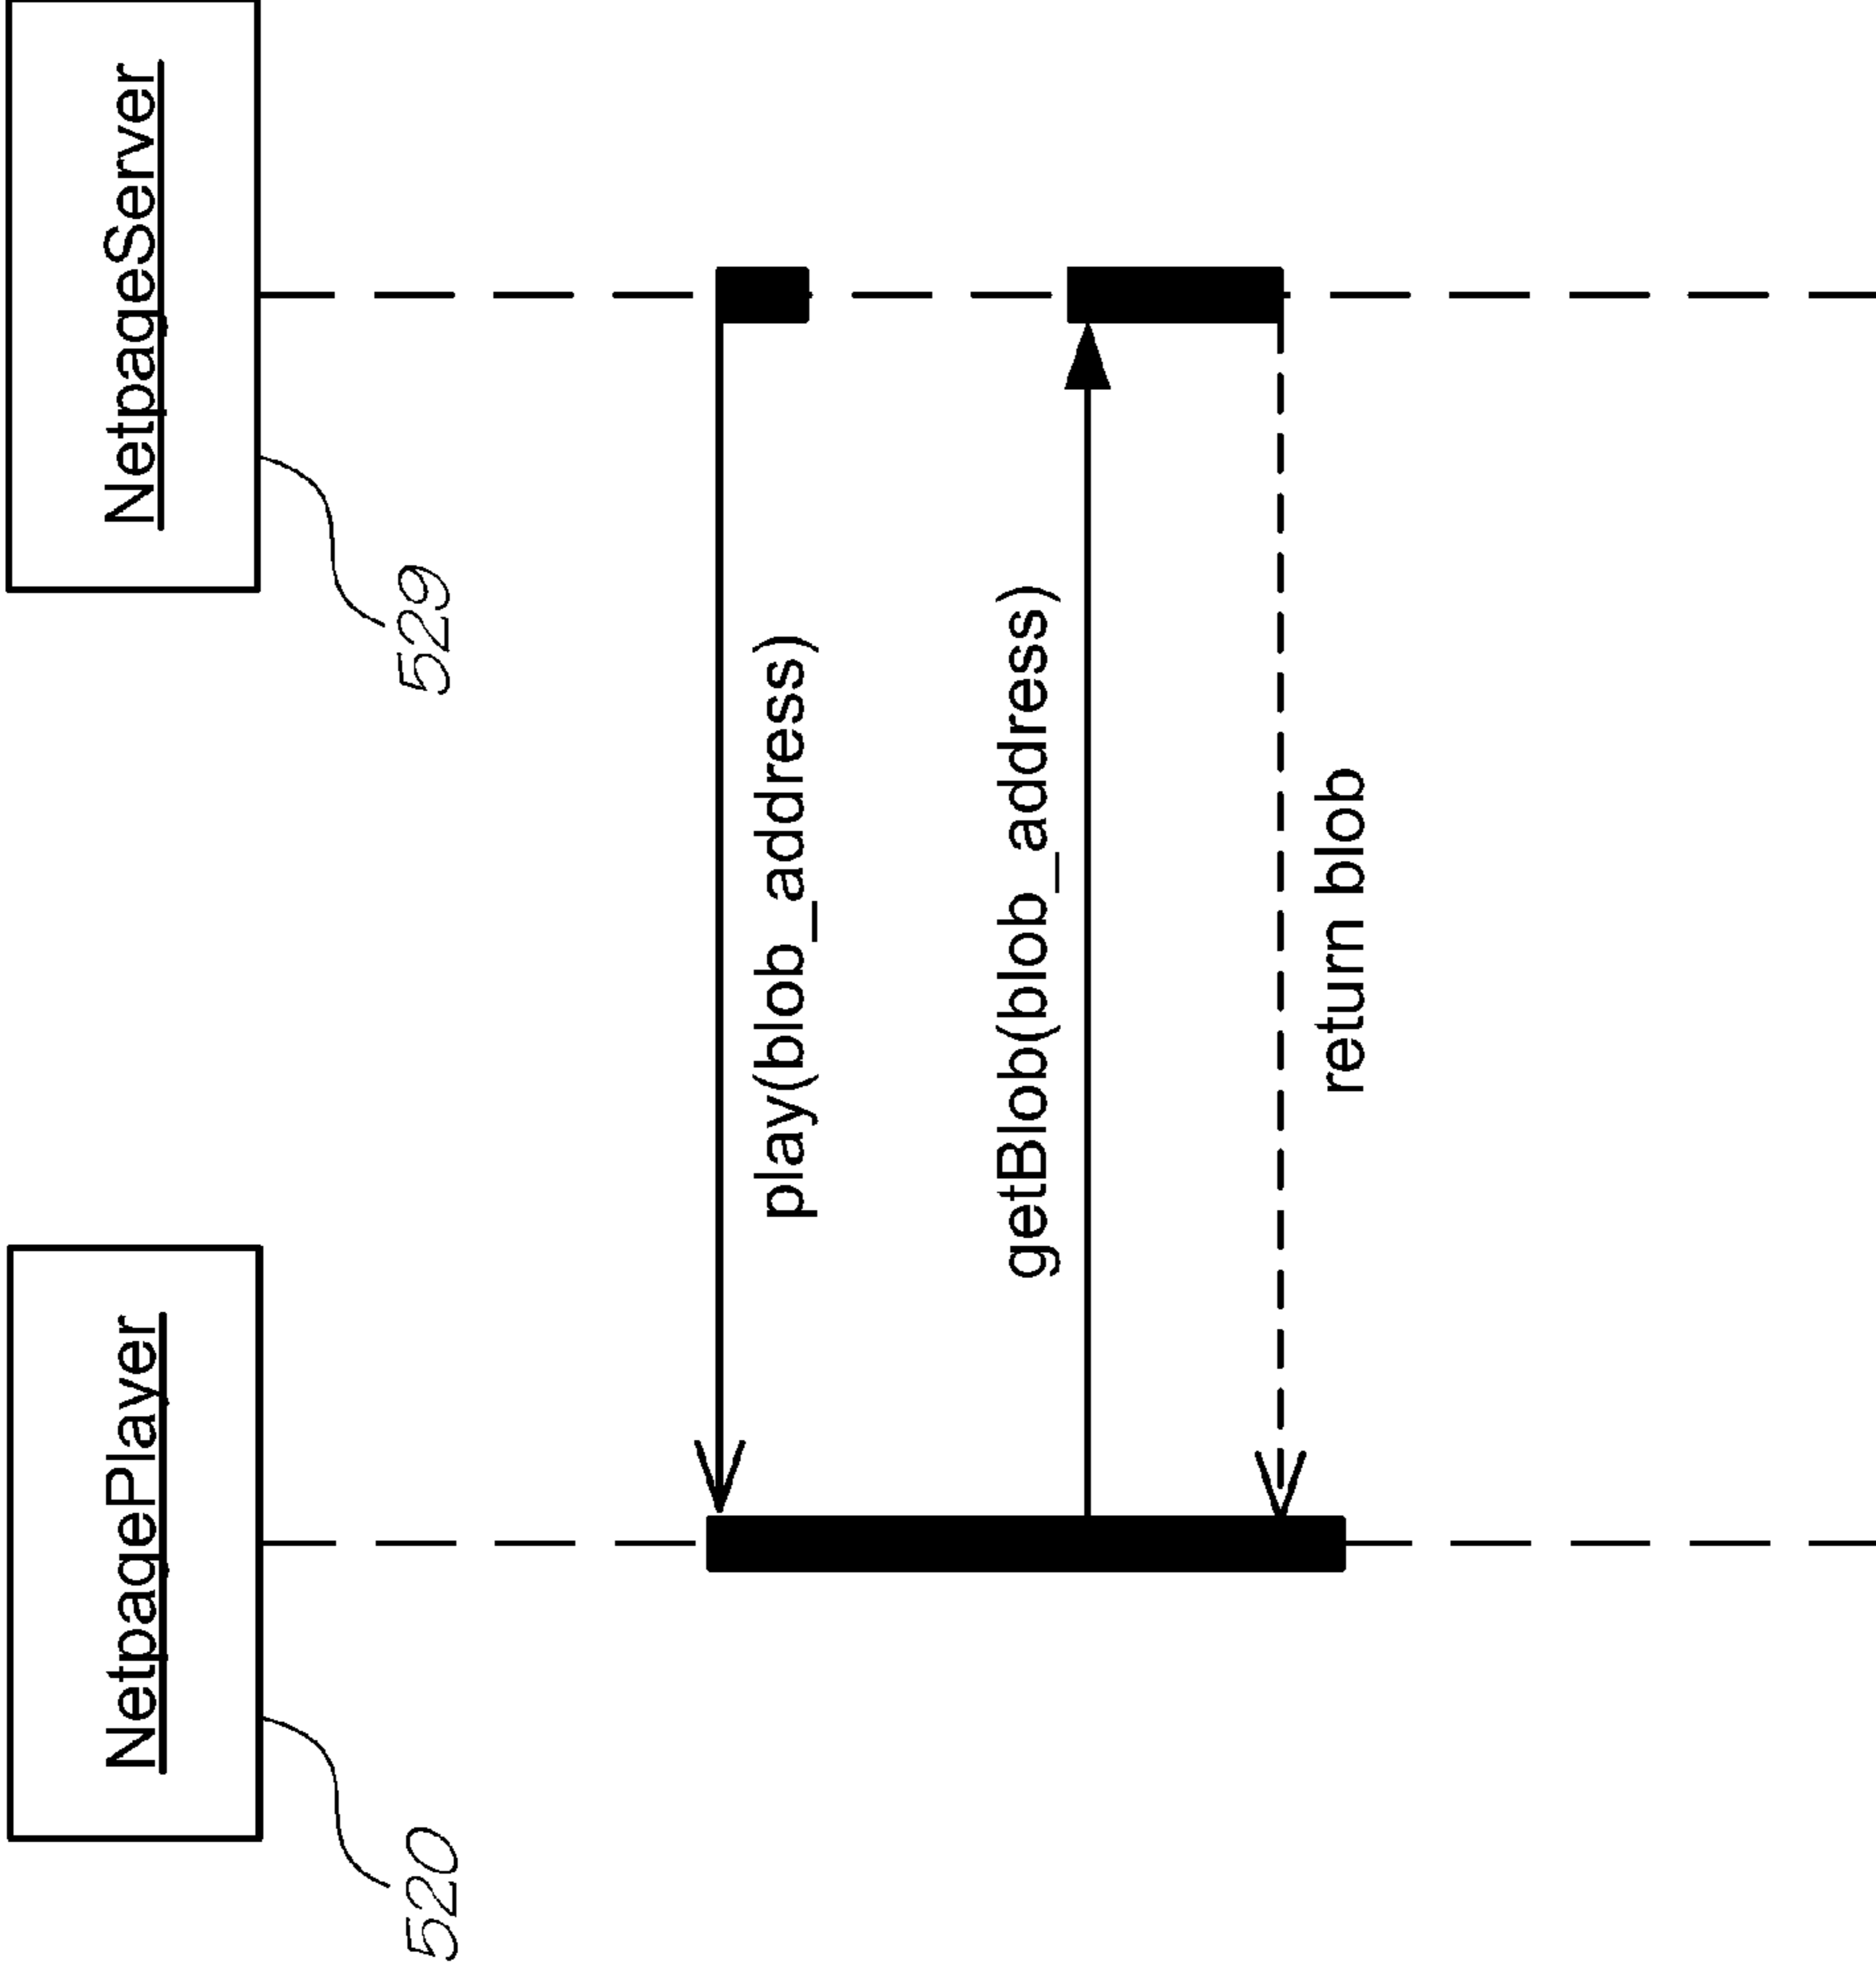 NetpagePlayer
NetpageServer
520
529
play(blob_address)
getBlob(blob_address)
return blob